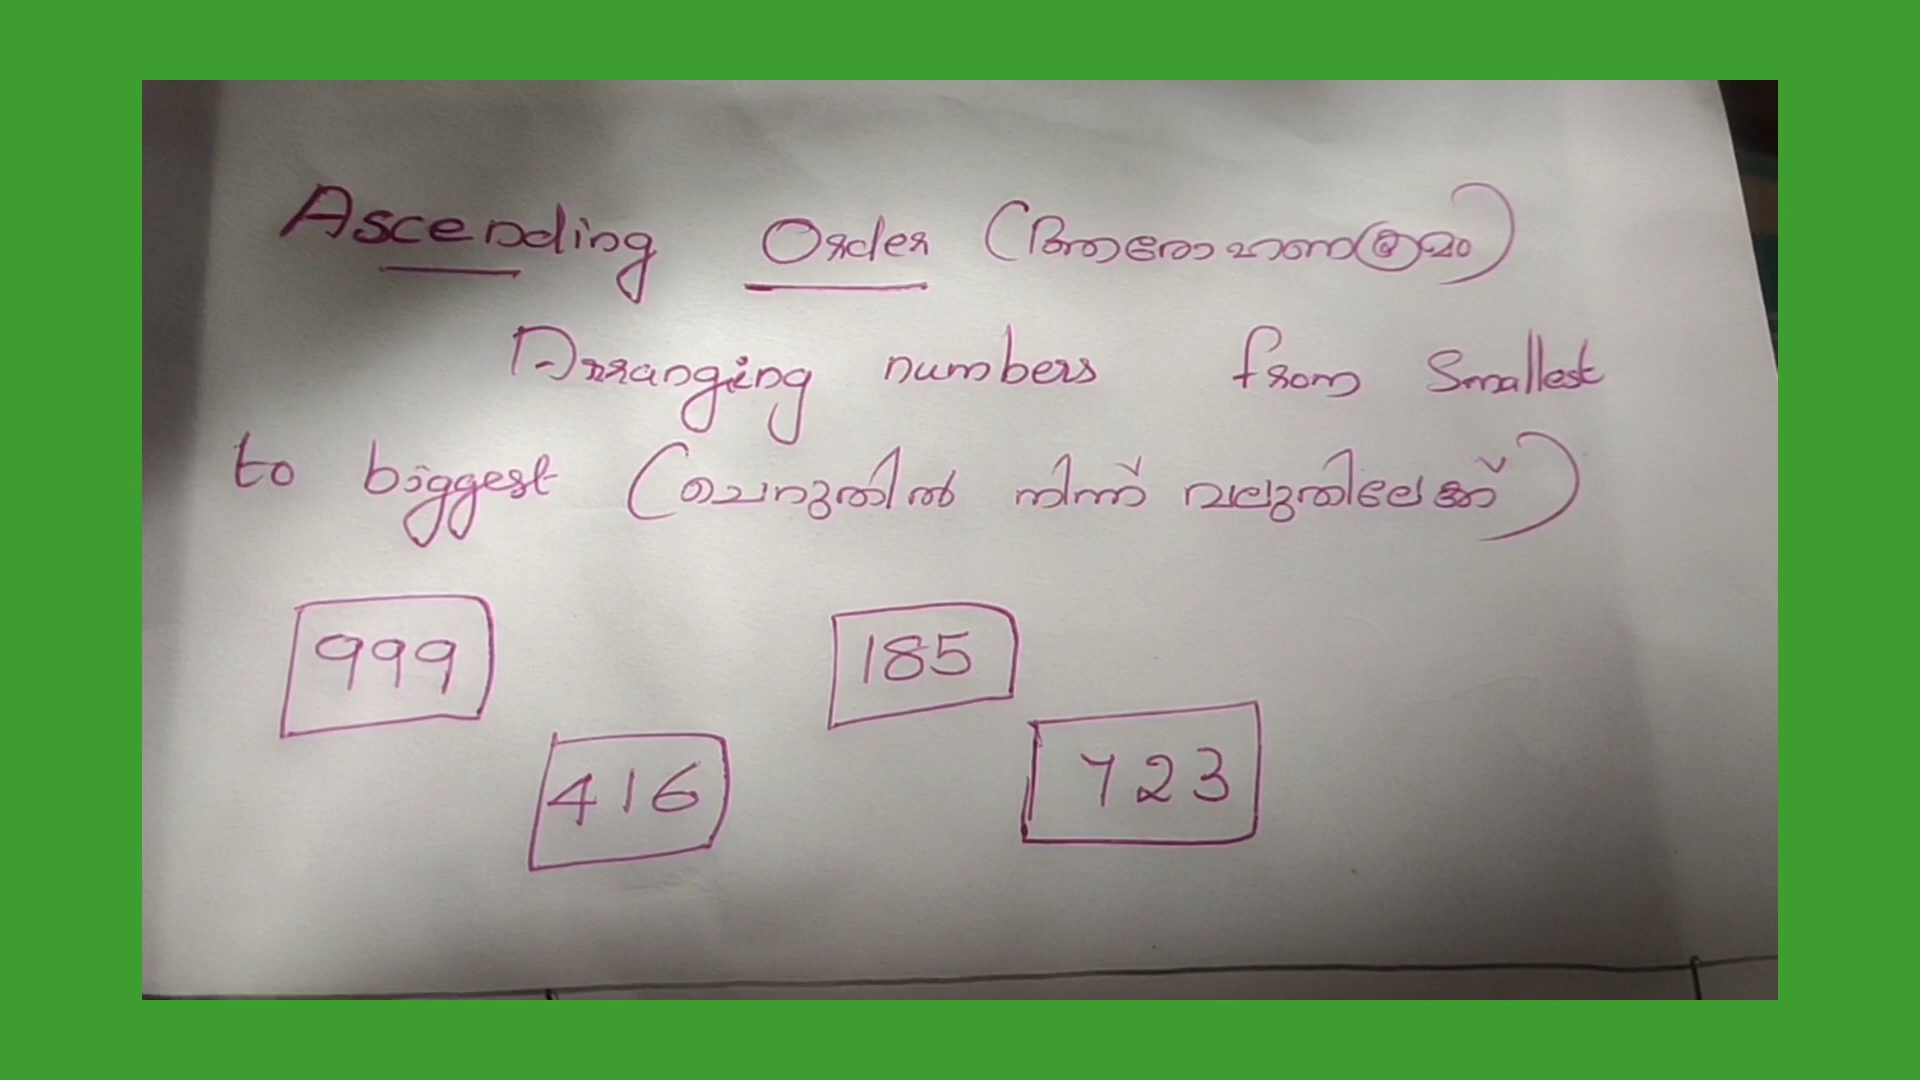 Ascending Order (ആരോഹണക്രമം)
Arranging numbers from Smallest
to biggest (ചെറുതിൽ നിന്ന് വലുതിലേക്ക്)
999 185
416 723